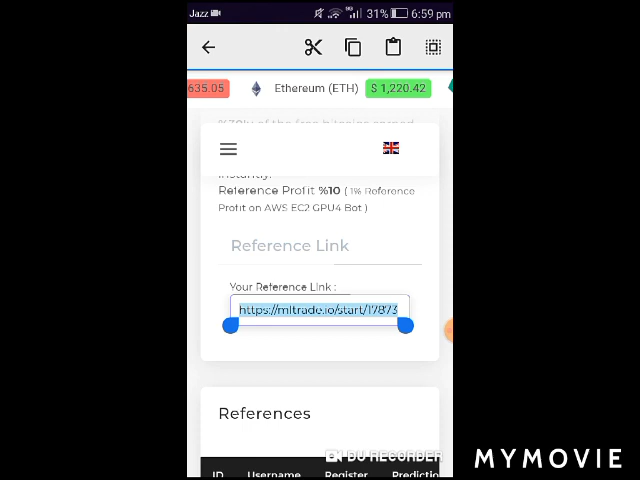 Jazz 31% 6:59 pm
635.05 Ethereum (ETH) $ 1,220.42
instantly.
Reference Profit %10 ( 1% Reference
Profit on AWS EC2 GPU4 Bot )
Reference Link
Your Reference LInk :
https://mltrade.io/start/17873
References
DU RECORDER
MYMOVIE
ID Username Register Predictio